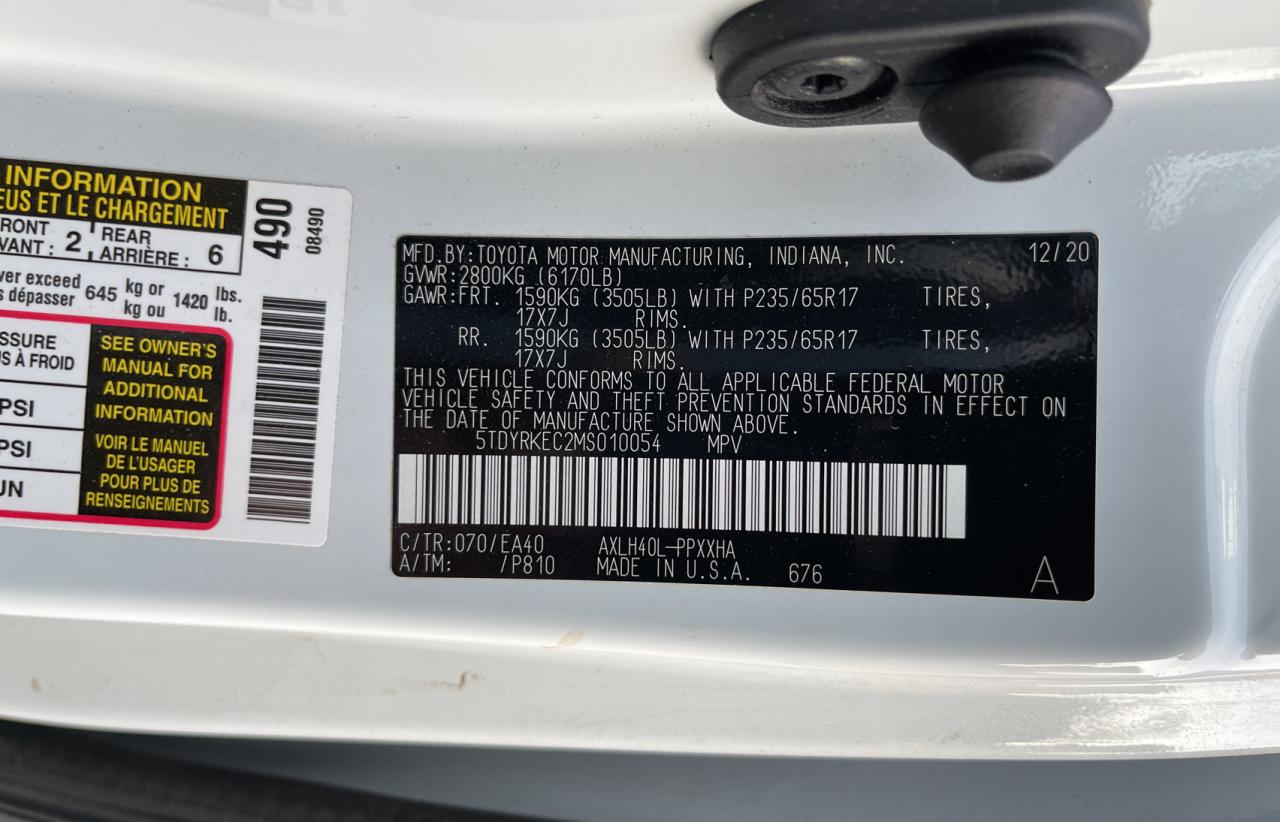 INFORMATION
EUS ET LE CHARGEMENT
RONT 2 REAR 6
VANT : ARRIÈRE :
ver exceed 645 kg or 1420 lbs.
s dépasser kg ou lb.
SSURE
S À FROID
PSI
PSI
UN
SEE OWNER'S
MANUAL FOR
ADDITIONAL
INFORMATION
VOIR LE MANUEL
DE L'USAGER
POUR PLUS DE
RENSEIGNEMENTS
490
08490
MFD. BY: TOYOTA MOTOR MANUFACTURING, INDIANA, INC. 12/20
GVWR: 2800KG (6170LB)
GAWR: FRT. 1590KG (3505LB) WITH P235/65R17 TIRES,
17X7J RIMS.
RR. 1590KG (3505LB) WITH P235/65R17 TIRES,
17X7J RIMS.
THIS VEHICLE CONFORMS TO ALL APPLICABLE FEDERAL MOTOR
VEHICLE SAFETY AND THEFT PREVENTION STANDARDS IN EFFECT ON
THE DATE OF MANUFACTURE SHOWN ABOVE.
5TDYRKEC2MS010054 MPV
C/TR: 070/EA40 AXLH40L-PPXXHA
A/TM: /P810 MADE IN U.S.A. 676 A